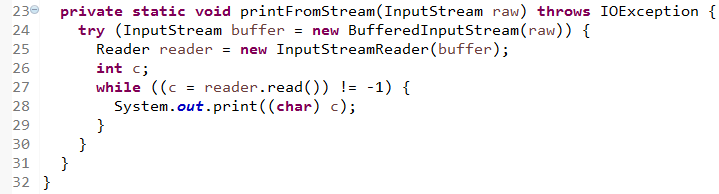 23 private static void printFromStream(InputStream raw) throws IOException {
24 try (InputStream buffer = new BufferedInputStream(raw)) {
25 Reader reader = new InputStreamReader(buffer);
26 int c;
27 while ((c = reader.read()) != -1) {
28 System.out.print((char) c);
29 }
30 }
31 }
32 }